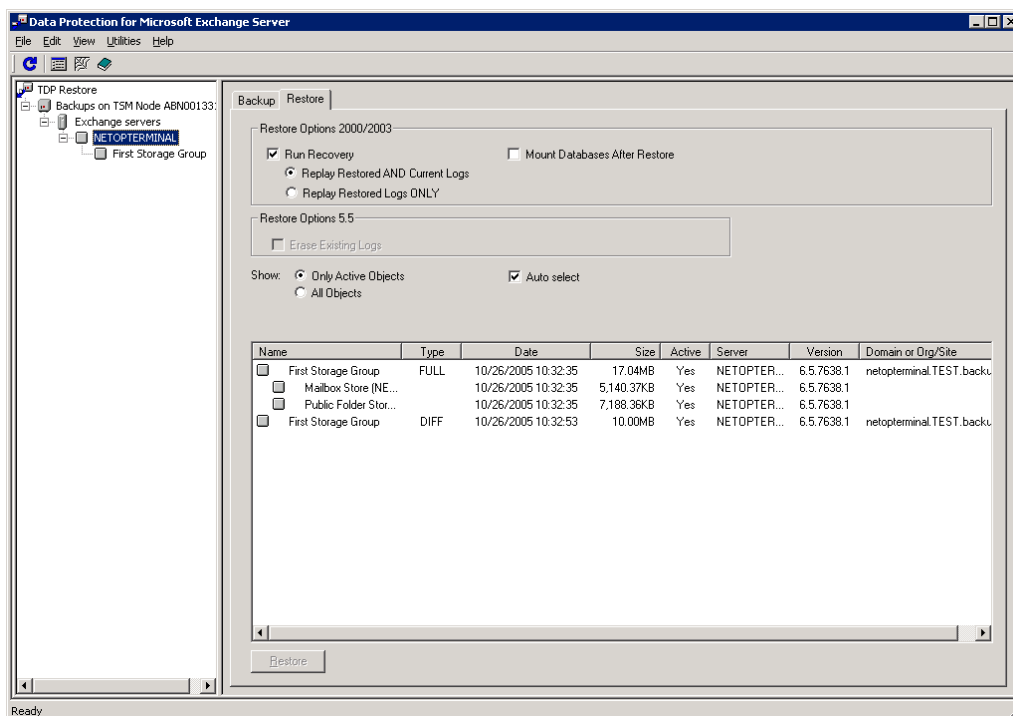 Data Protection for Microsoft Exchange Server
File Edit View Utilities Help
TDP Restore
Backups on TSM Node ABN00133
Exchange servers
NETOPTERMINAL
First Storage Group
Backup Restore
Restore Options 2000/2003
Run Recovery Mount Databases After Restore
Replay Restored AND Current Logs
Replay Restored Logs ONLY
Restore Options 5.5
Erase Existing Logs
Show: Only Active Objects Auto select
All Objects
Name Type Date Size Active Server Version Domain or Org/Site
First Storage Group FULL 10/26/2005 10:32:35 17.04MB Yes NETOPTER... 6.5.7638.1 netopterminal.TEST.backu
Mailbox Store (NE... 10/26/2005 10:32:35 5,140.37KB Yes NETOPTER... 6.5.7638.1
Public Folder Stor... 10/26/2005 10:32:35 7,188.36KB Yes NETOPTER... 6.5.7638.1
First Storage Group DIFF 10/26/2005 10:32:53 10.00MB Yes NETOPTER... 6.5.7638.1 netopterminal.TEST.backu
Restore
Ready